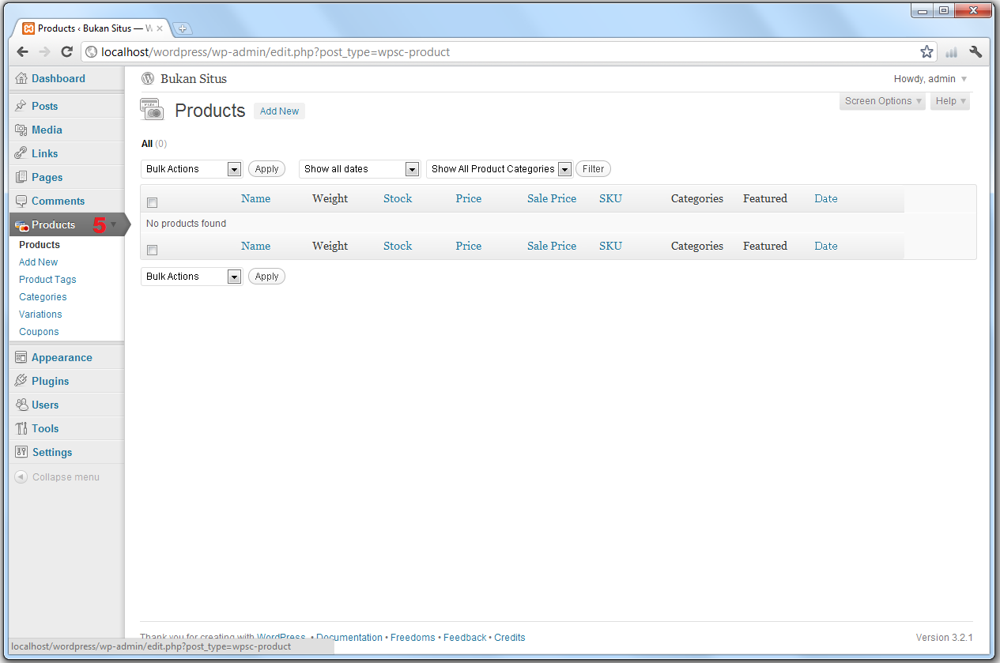 Products ‹ Bukan Situs — W
localhost/wordpress/wp-admin/edit.php?post_type=wpsc-product
Dashboard
Posts
Media
Links
Pages
Comments
Products 5
Products
Add New
Product Tags
Categories
Variations
Coupons
Appearance
Plugins
Users
Tools
Settings
Collapse menu
Bukan Situs
Howdy, admin
Screen Options Help
Products Add New
All (0)
Bulk Actions Apply Show all dates Show All Product Categories Filter
Name Weight Stock Price Sale Price SKU Categories Featured Date
No products found
Name Weight Stock Price Sale Price SKU Categories Featured Date
Bulk Actions Apply
Thank you for creating with WordPress. • Documentation • Freedoms • Feedback • Credits
Version 3.2.1
localhost/wordpress/wp-admin/edit.php?post_type=wpsc-product